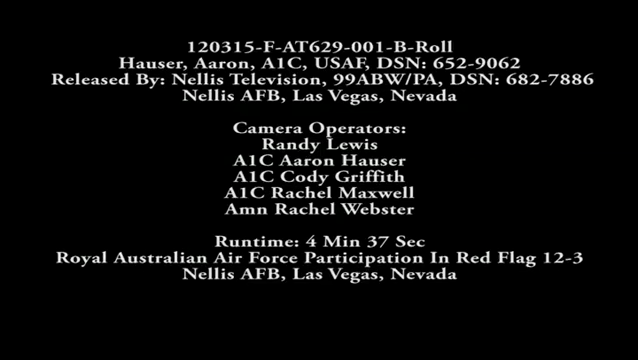 120315-F-AT629-001-B-Roll
Hauser, Aaron, A1C, USAF, DSN: 652-9062
Released By: Nellis Television, 99ABW/PA, DSN: 682-7886
Nellis AFB, Las Vegas, Nevada
Camera Operators:
Randy Lewis
A1C Aaron Hauser
A1C Cody Griffith
A1C Rachel Maxwell
Amn Rachel Webster
Runtime: 4 Min 37 Sec
Royal Australian Air Force Participation In Red Flag 12-3
Nellis AFB, Las Vegas, Nevada